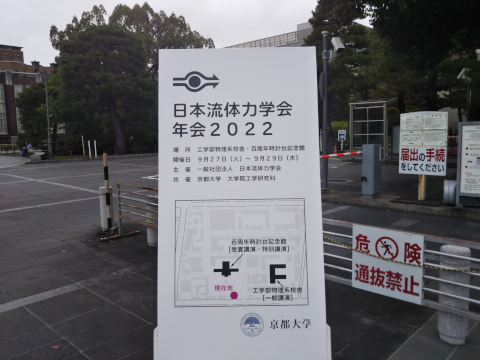 日本流体力学会
年会2022
場 所 工学部物理系校舎・百周年時計台記念館
開催日 9月27日（火）～9月29日（木）
主 催 一般社団法人 日本流体力学会
共 催 京都大学 大学院工学研究科
百周年時計台記念館
【受賞講演・特別講演】
現在地
工学部物理系校舎
【一般講演】
京都大学
届出の手続
をしてください
危険
通抜禁止